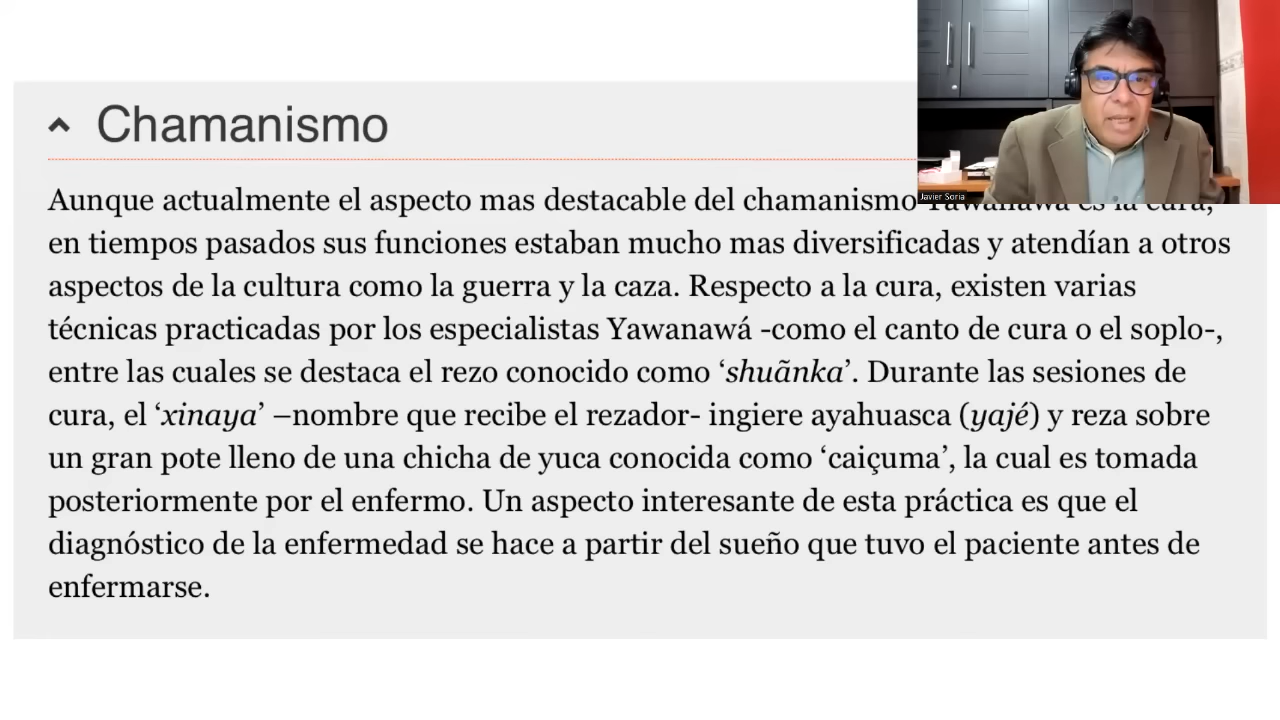 Chamanismo
Javier Soria
Aunque actualmente el aspecto mas destacable del chamanismo Yawanawá es la cura,
en tiempos pasados sus funciones estaban mucho mas diversificadas y atendían a otros
aspectos de la cultura como la guerra y la caza. Respecto a la cura, existen varias
técnicas practicadas por los especialistas Yawanawá -como el canto de cura o el soplo-,
entre las cuales se destaca el rezo conocido como ‘shuãnka’. Durante las sesiones de
cura, el ‘xinaya’ –nombre que recibe el rezador- ingiere ayahuasca (yajé) y reza sobre
un gran pote lleno de una chicha de yuca conocida como ‘caiçuma’, la cual es tomada
posteriormente por el enfermo. Un aspecto interesante de esta práctica es que el
diagnóstico de la enfermedad se hace a partir del sueño que tuvo el paciente antes de
enfermarse.